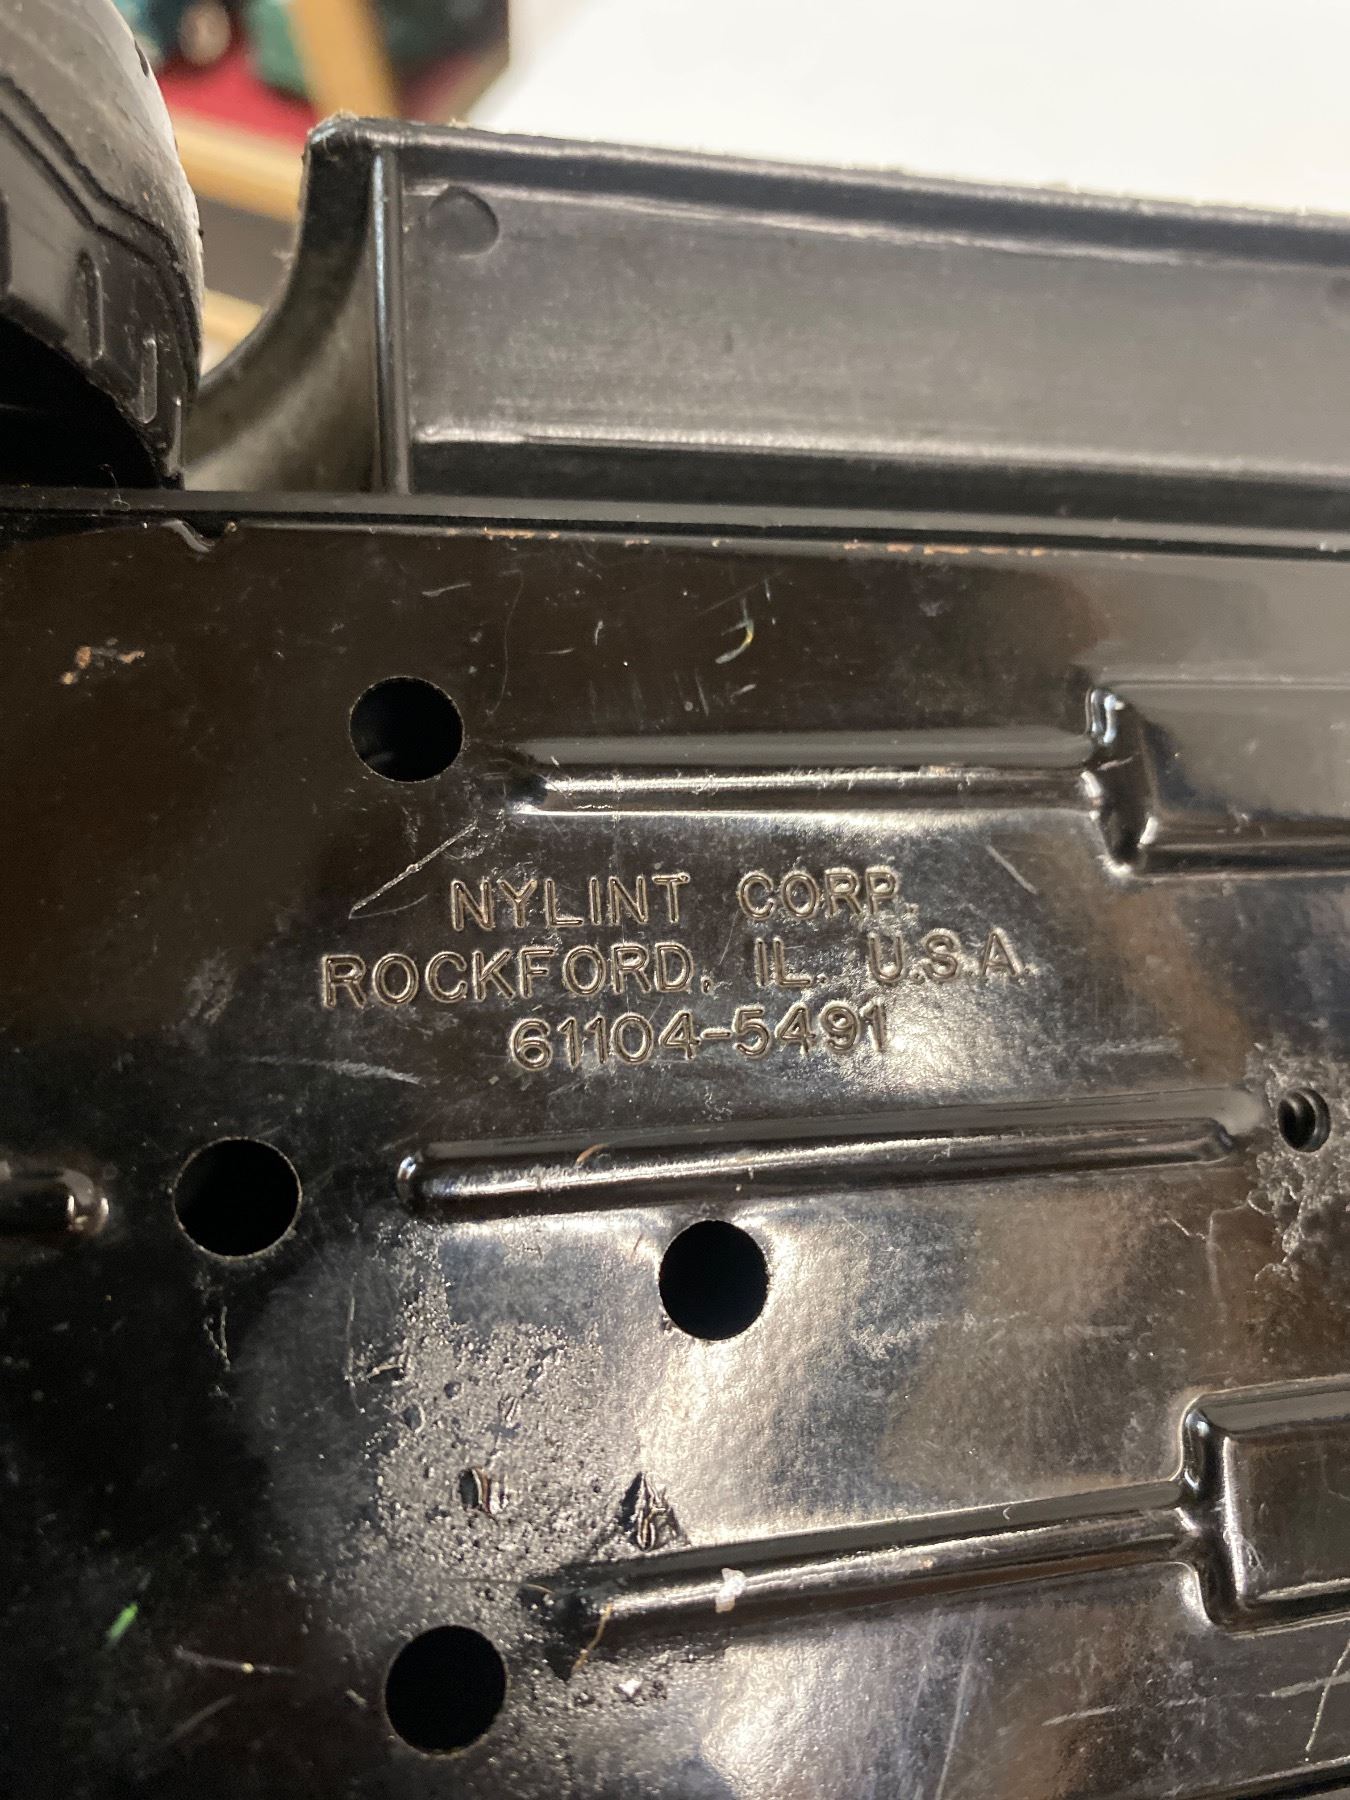 NYLINT CORP.
ROCKFORD, IL. U.S.A.
61104-5491